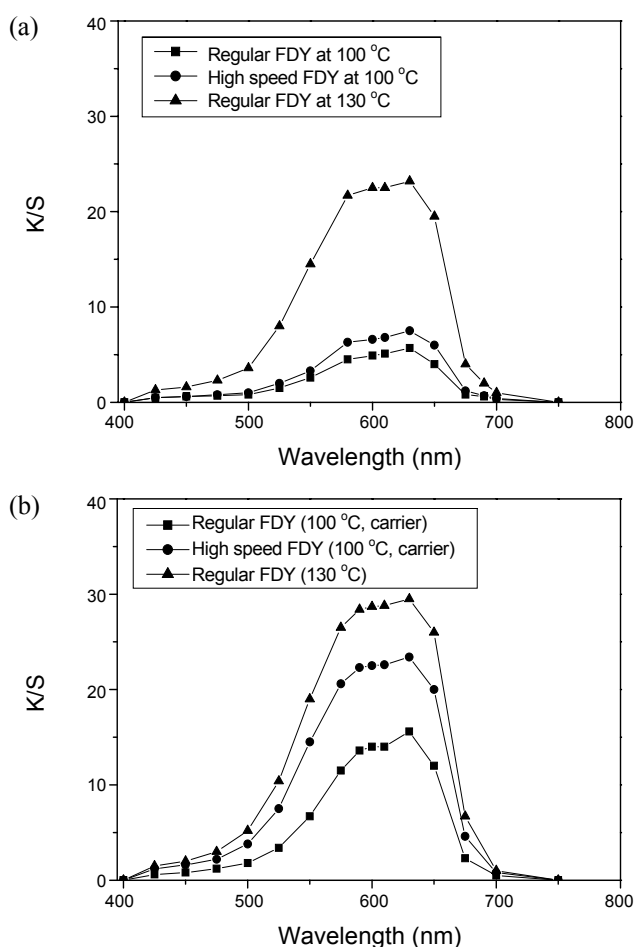 (a)
40
30
20
10
0
K/S
Regular FDY at 100 °C
High speed FDY at 100 °C
Regular FDY at 130 °C
400 500 600 700 800
Wavelength (nm)
(b)
40
30
20
10
0
K/S
Regular FDY (100 °C, carrier)
High speed FDY (100 °C, carrier)
Regular FDY (130 °C)
400 500 600 700 800
Wavelength (nm)